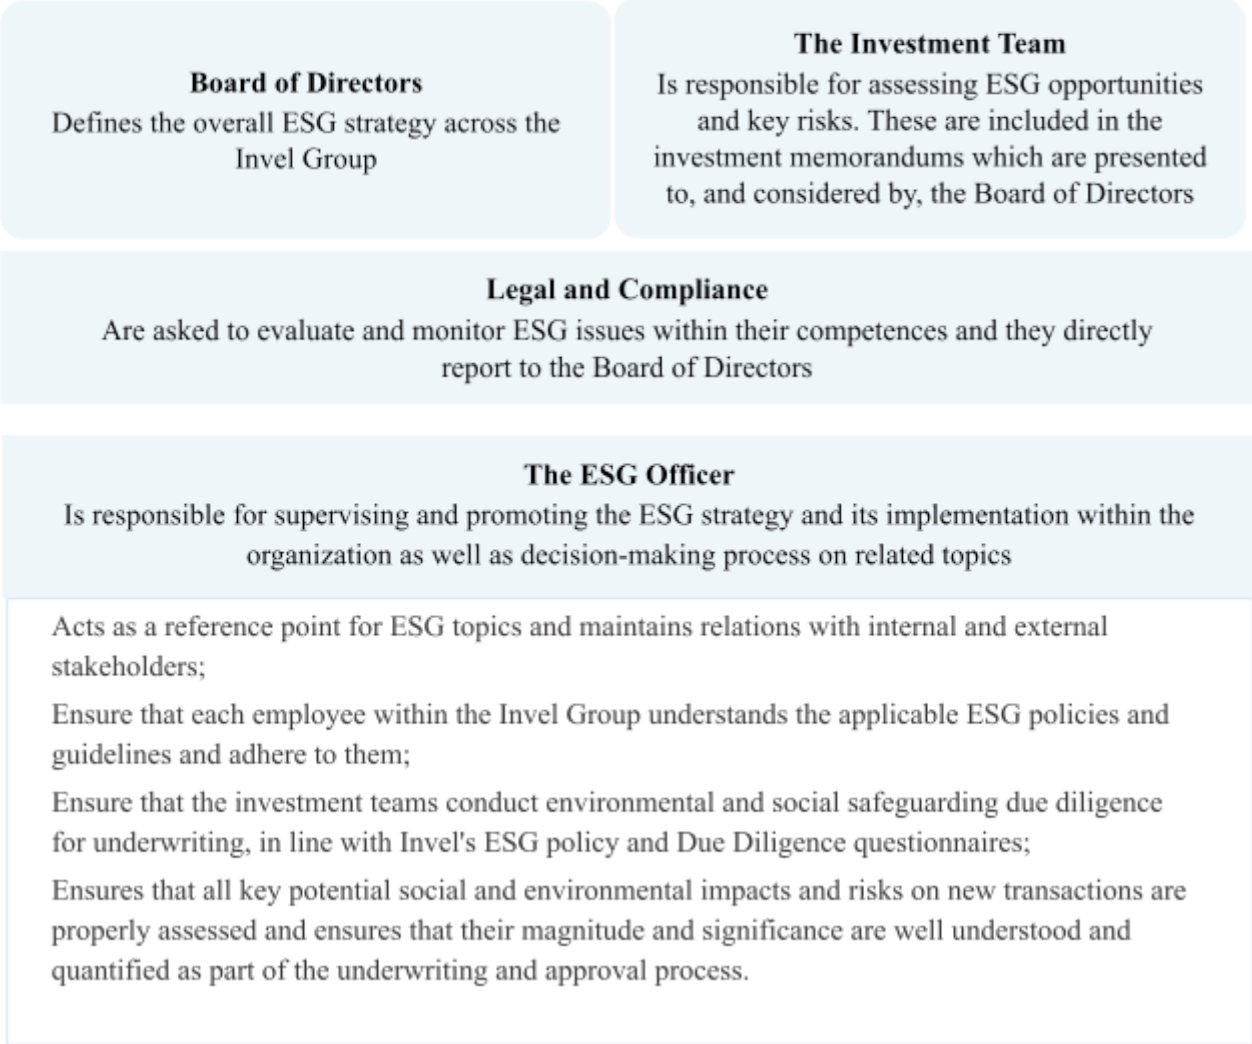 Board of Directors
Defines the overall ESG strategy across the
Invel Group
The Investment Team
Is responsible for assessing ESG opportunities
and key risks. These are included in the
investment memorandums which are presented
to, and considered by, the Board of Directors
Legal and Compliance
Are asked to evaluate and monitor ESG issues within their competences and they directly
report to the Board of Directors
The ESG Officer
Is responsible for supervising and promoting the ESG strategy and its implementation within the
organization as well as decision-making process on related topics
Acts as a reference point for ESG topics and maintains relations with internal and external
stakeholders;
Ensure that each employee within the Invel Group understands the applicable ESG policies and
guidelines and adhere to them;
Ensure that the investment teams conduct environmental and social safeguarding due diligence
for underwriting, in line with Invel's ESG policy and Due Diligence questionnaires;
Ensures that all key potential social and environmental impacts and risks on new transactions are
properly assessed and ensures that their magnitude and significance are well understood and
quantified as part of the underwriting and approval process.